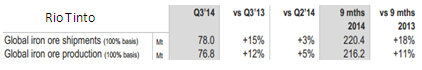 Rio Tinto Q3'14 vs Q3'13 vs Q2'14 9 mths 2014 vs 9 mths 2013
Global iron ore shipments (100% basis) Mt 78.0 +15% +3% 220.4 +18%
Global iron ore production (100% basis) Mt 76.8 +12% +5% 216.2 +11%